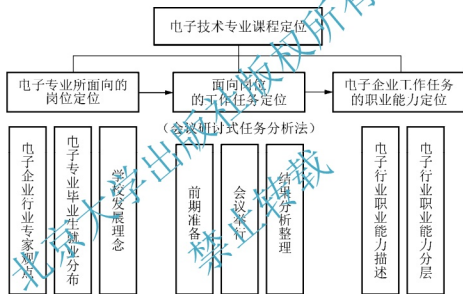 电子技术专业课程定位
电子专业所面向的
岗位定位
面向岗位
的工作任务定位
电子企业工作任务
的职业能力定位
（会议研讨式任务分析法）
电子企业行业专家观点
电子专业毕业生就业分布
学校发展理念
前期准备
会议举行
结果分析整理
电子行业职业能力描述
电子行业职业能力分层
北京大学出版社版权所有
禁止转载